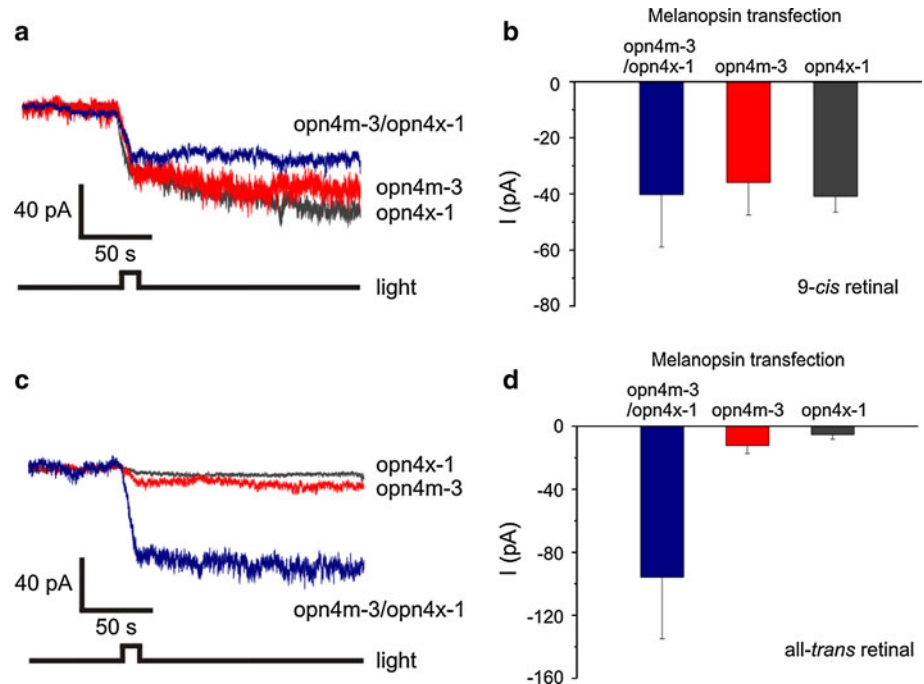 a
opn4m-3/opn4x-1
opn4m-3
opn4x-1
40 pA
50 s
light
b
Melanopsin transfection
opn4m-3
/opn4x-1
opn4m-3
opn4x-1
0
-20
-40
-60
-80
I (pA)
9-cis retinal
c
opn4x-1
opn4m-3
40 pA
50 s
opn4m-3/opn4x-1
light
d
Melanopsin transfection
opn4m-3
/opn4x-1
opn4m-3
opn4x-1
0
-40
-80
-120
-160
I (pA)
all-trans retinal